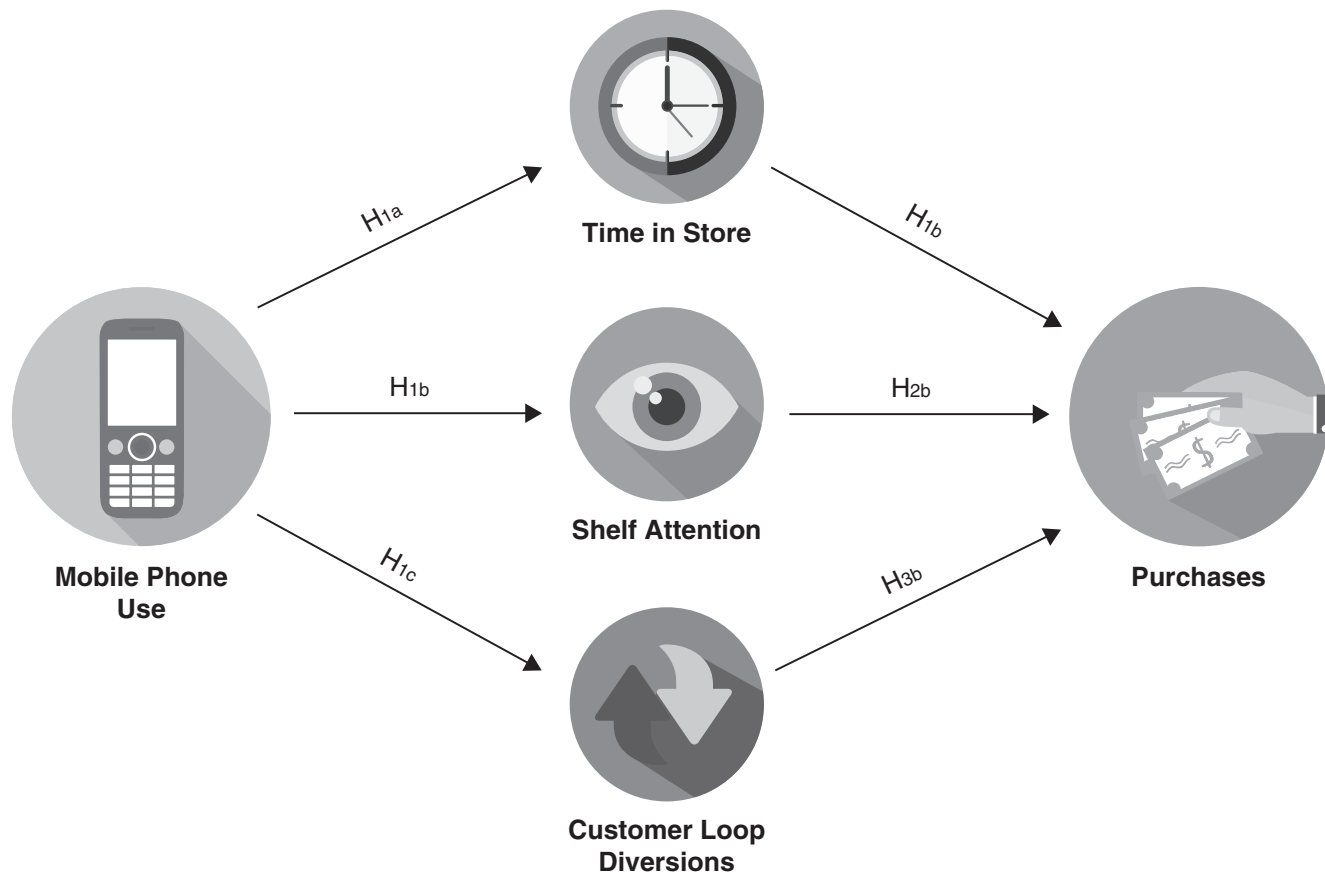 H1a
H1b
Time in Store
H1b
H2b
Shelf Attention
Mobile Phone
Use
Purchases
H1c
H3b
Customer Loop
Diversions
$
$